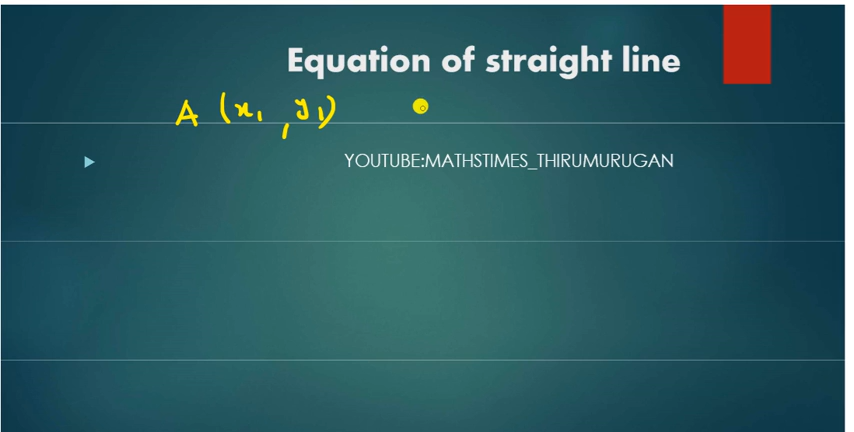 Equation of straight line
A (x₁, y₁)
YOUTUBE:MATHSTIMES_THIRUMURUGAN